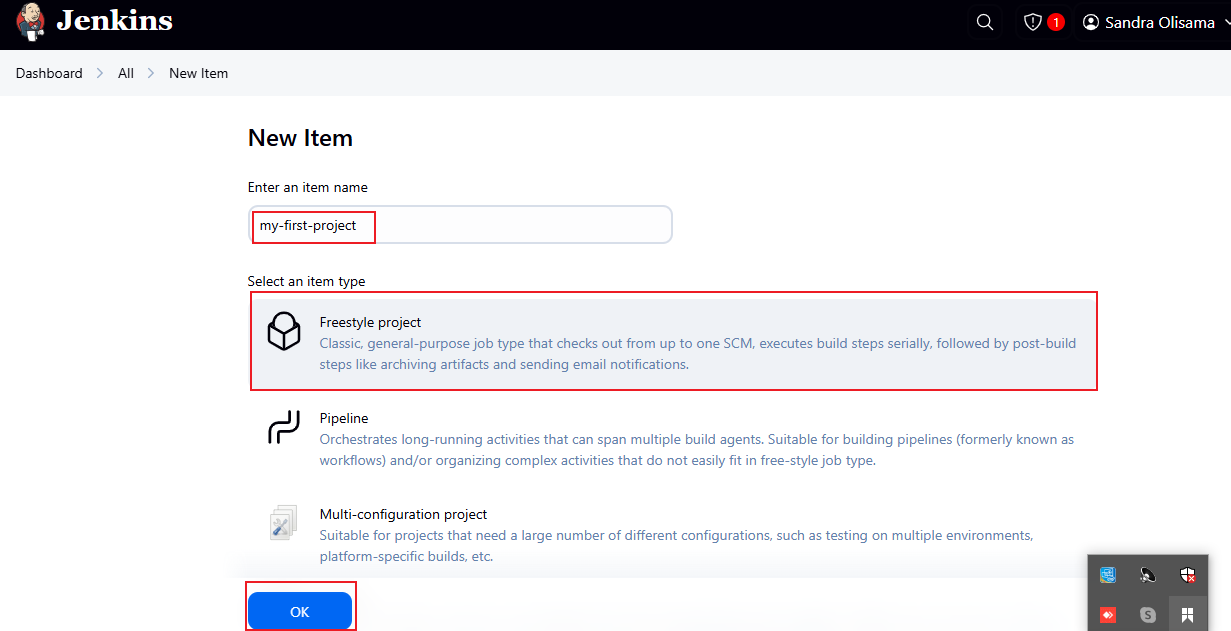 Jenkins
1
Sandra Olisama
Dashboard
All
New Item
New Item
Enter an item name
my-first-project
Select an item type
Freestyle project
Classic, general-purpose job type that checks out from up to one SCM, executes build steps serially, followed by post-build
steps like archiving artifacts and sending email notifications.
Pipeline
Orchestrates long-running activities that can span multiple build agents. Suitable for building pipelines (formerly known as
workflows) and/or organizing complex activities that do not easily fit in free-style job type.
Multi-configuration project
Suitable for projects that need a large number of different configurations, such as testing on multiple environments,
platform-specific builds, etc.
OK
S